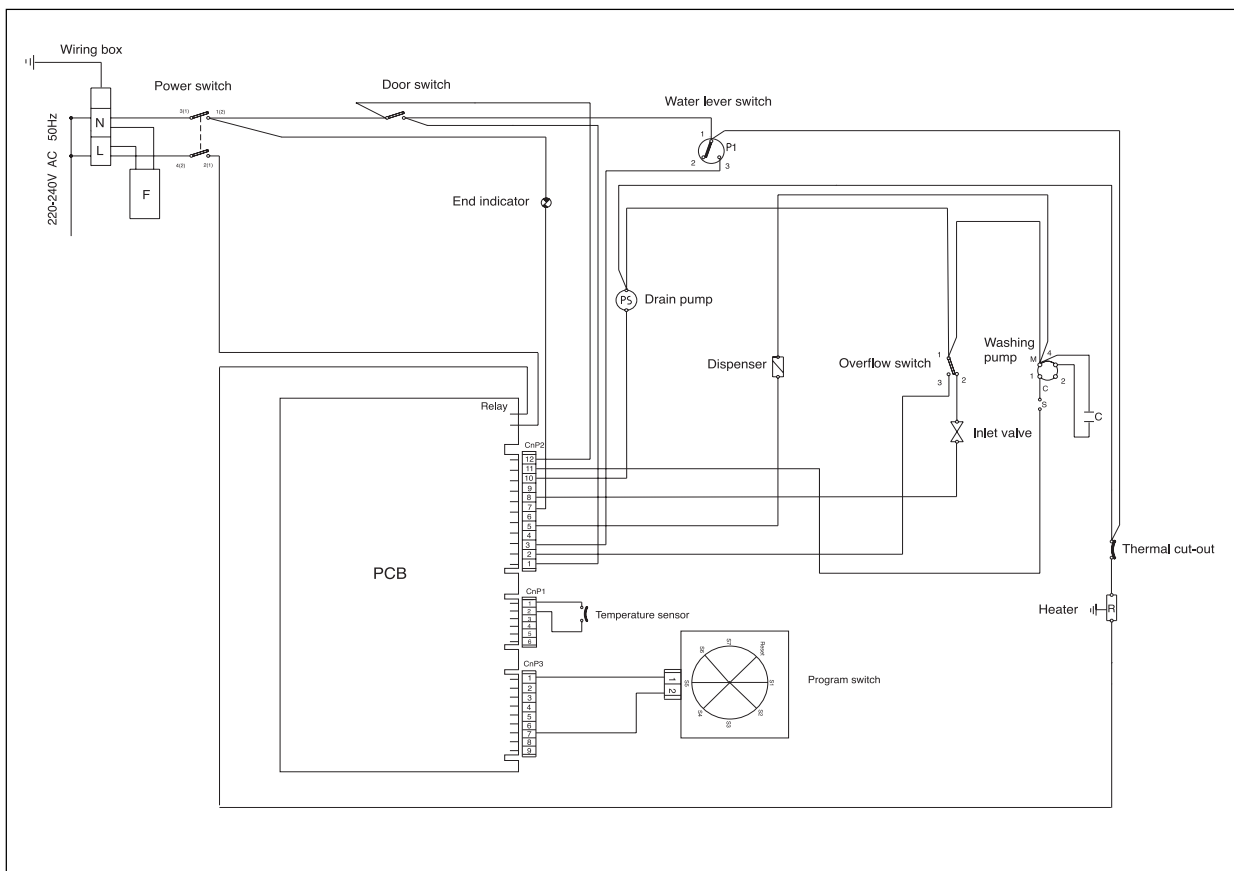 Wiring box
Power switch
Door switch
Water lever switch
3(1)
1(2)
N
L
4(2)
2(1)
F
220-240V AC 50Hz
1
P1
2
3
End indicator
PS
Drain pump
Dispenser
Overflow switch
1
3
2
Washing
pump
M
4
1
2
C
S
C
Inlet valve
Relay
CnP2
12
11
10
9
8
7
6
5
4
3
2
1
PCB
Thermal cut-out
Heater
R
CnP1
1
2
3
4
5
6
Temperature sensor
CnP3
1
2
3
4
5
6
7
8
9
1
2
S7
Reset
S6
S1
S5
S2
S4
S3
Program switch